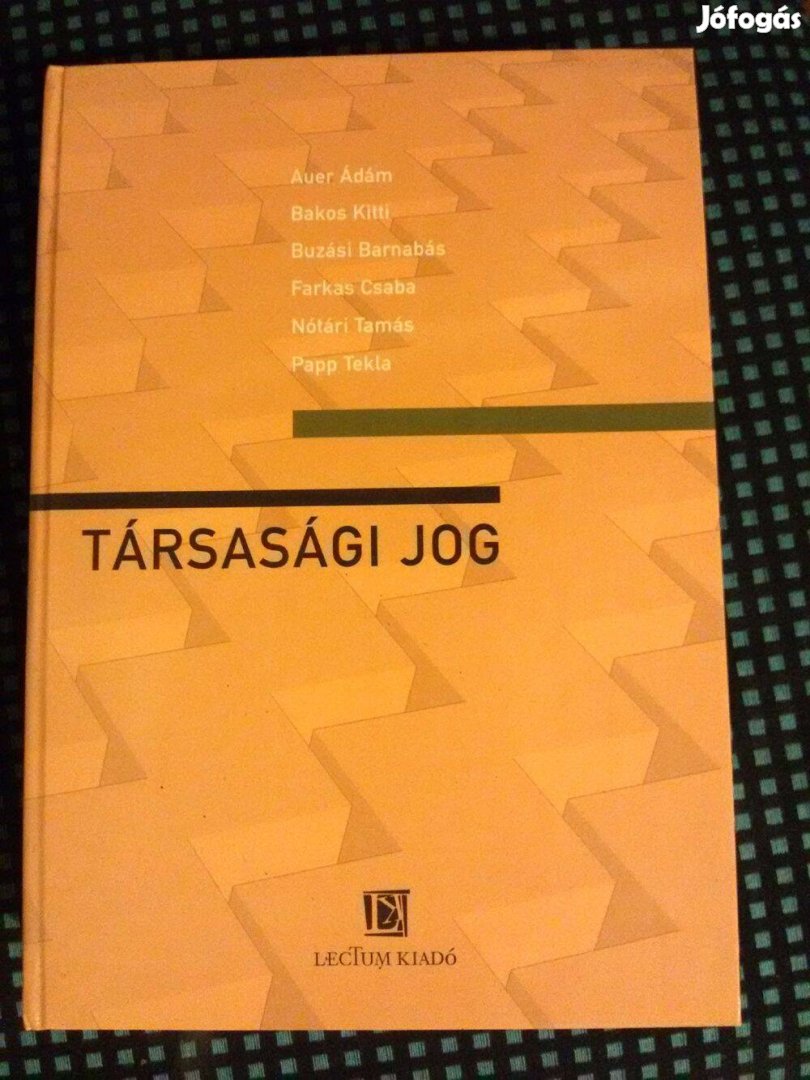 Jófogás
Auer Ádám
Bakos Kitti
Buzási Barnabás
Farkas Csaba
Nótári Tamás
Papp Tekla
TÁRSASÁGI JOG
LECTUM KIADÓ